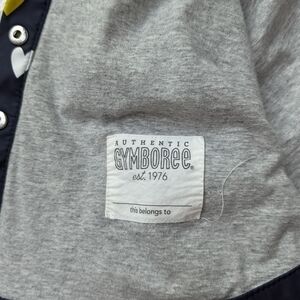 AUTHENTIC
GYMBOREE®
est. 1976
this belongs to